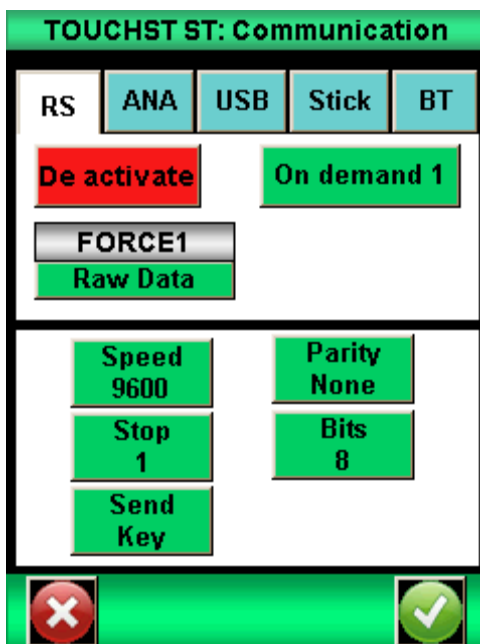 TOUCHST ST: Communication
RS ANA USB Stick BT
De activate On demand 1
FORCE1
Raw Data
Speed
9600
Parity
None
Stop
1
Bits
8
Send
Key